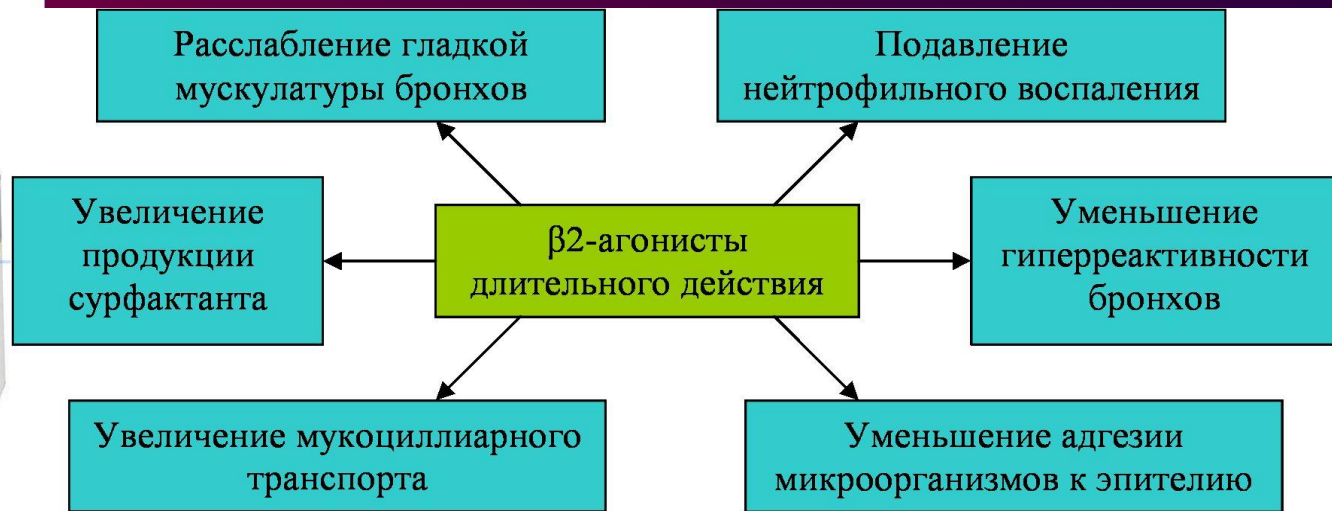 Расслабление гладкой
мускулатуры бронхов
Подавление
нейтрофильного воспаления
Увеличение
продукции
сурфактанта
β2-агонисты
длительного действия
Уменьшение
гиперреактивности
бронхов
Увеличение мукоциллиарного
транспорта
Уменьшение адгезии
микроорганизмов к эпителию